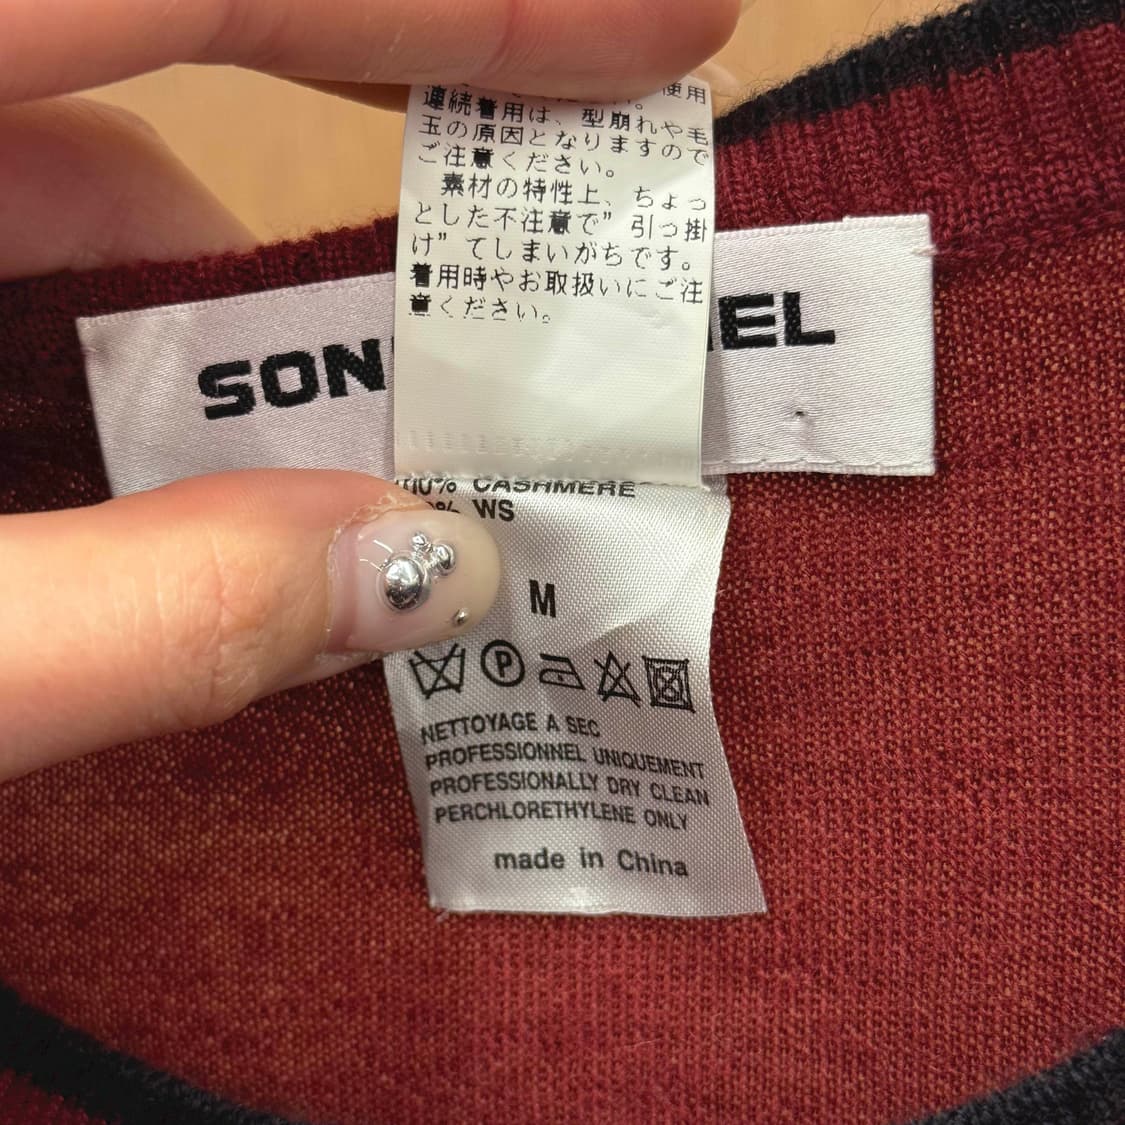 使用
連続着用は、型崩れや毛
玉の原因となりますので
ご注意ください。
素材の特性上、ちょっ
とした不注意で”引っ掛
け”てしまいがちです。
着用時やお取扱いにご注
意ください。
SON
EL
CASHMERE
WS
M
P
NETTOYAGE A SEC
PROFESSIONNEL UNIQUEMENT
PROFESSIONALLY DRY CLEAN
PERCHLORETHYLENE ONLY
made in China